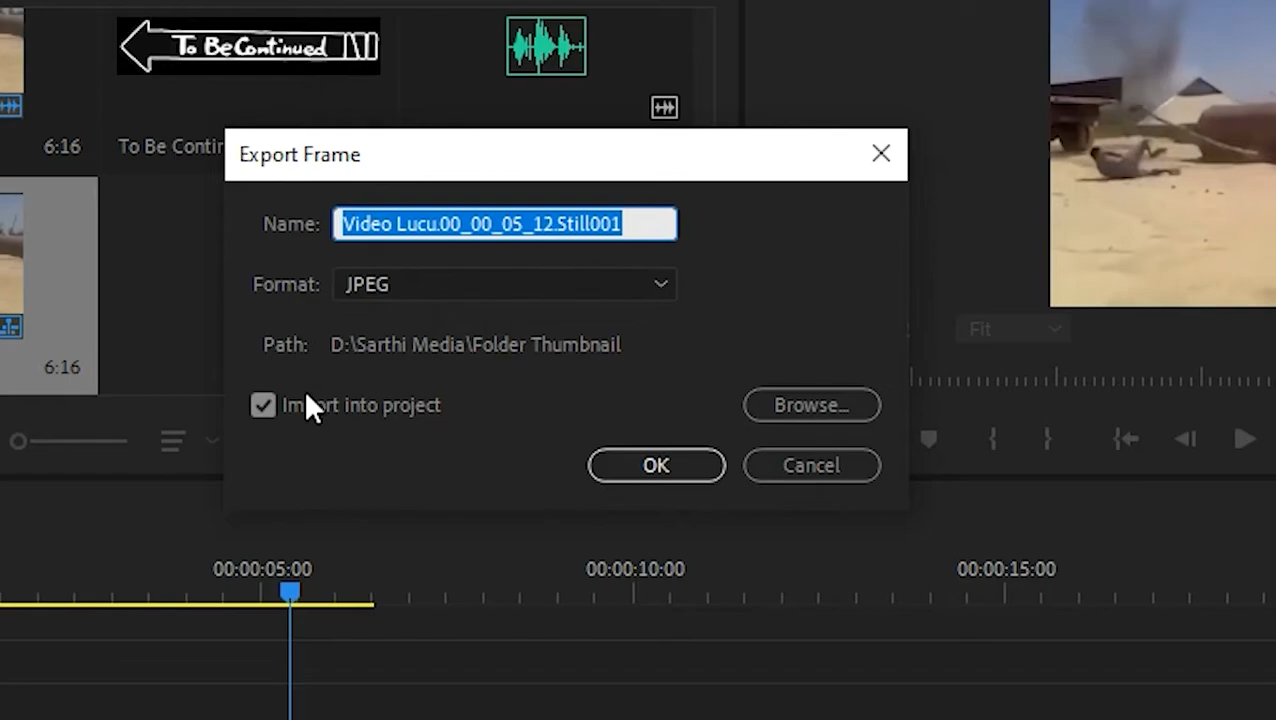 To Be Continued
6:16
To Be Contin
Export Frame
Name: Video Lucu.00_00_05_12.Still001
Format: JPEG
Path: D:\Sarthi Media\Folder Thumbnail
Fit
6:16
Import into project
Browse...
OK
Cancel
00:00:05:00
00:00:10:00
00:00:15:00